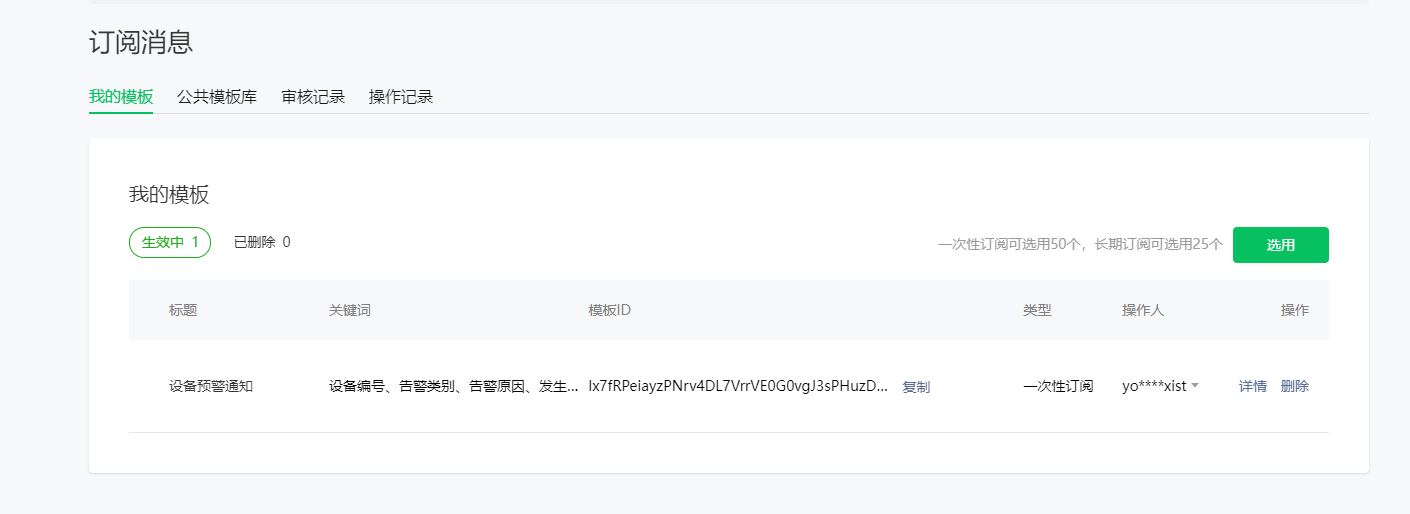 订阅消息
我的模板 公共模板库 审核记录 操作记录
我的模板
生效中 1 已删除 0 一次性订阅可选用50个，长期订阅可选用25个 选用
标题 关键词 模板ID 类型 操作人 操作
设备预警通知 设备编号、告警类别、告警原因、发生... Ix7fRPeiayzPNrv4DL7VrrVE0G0vgJ3sPHuzD... 复制 一次性订阅 yo****xist 详情 删除